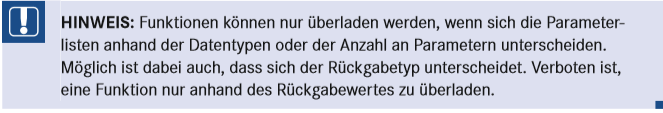 HINWEIS: Funktionen können nur überladen werden, wenn sich die Parameter-
listen anhand der Datentypen oder der Anzahl an Parametern unterscheiden.
Möglich ist dabei auch, dass sich der Rückgabetyp unterscheidet. Verboten ist,
eine Funktion nur anhand des Rückgabewertes zu überladen.